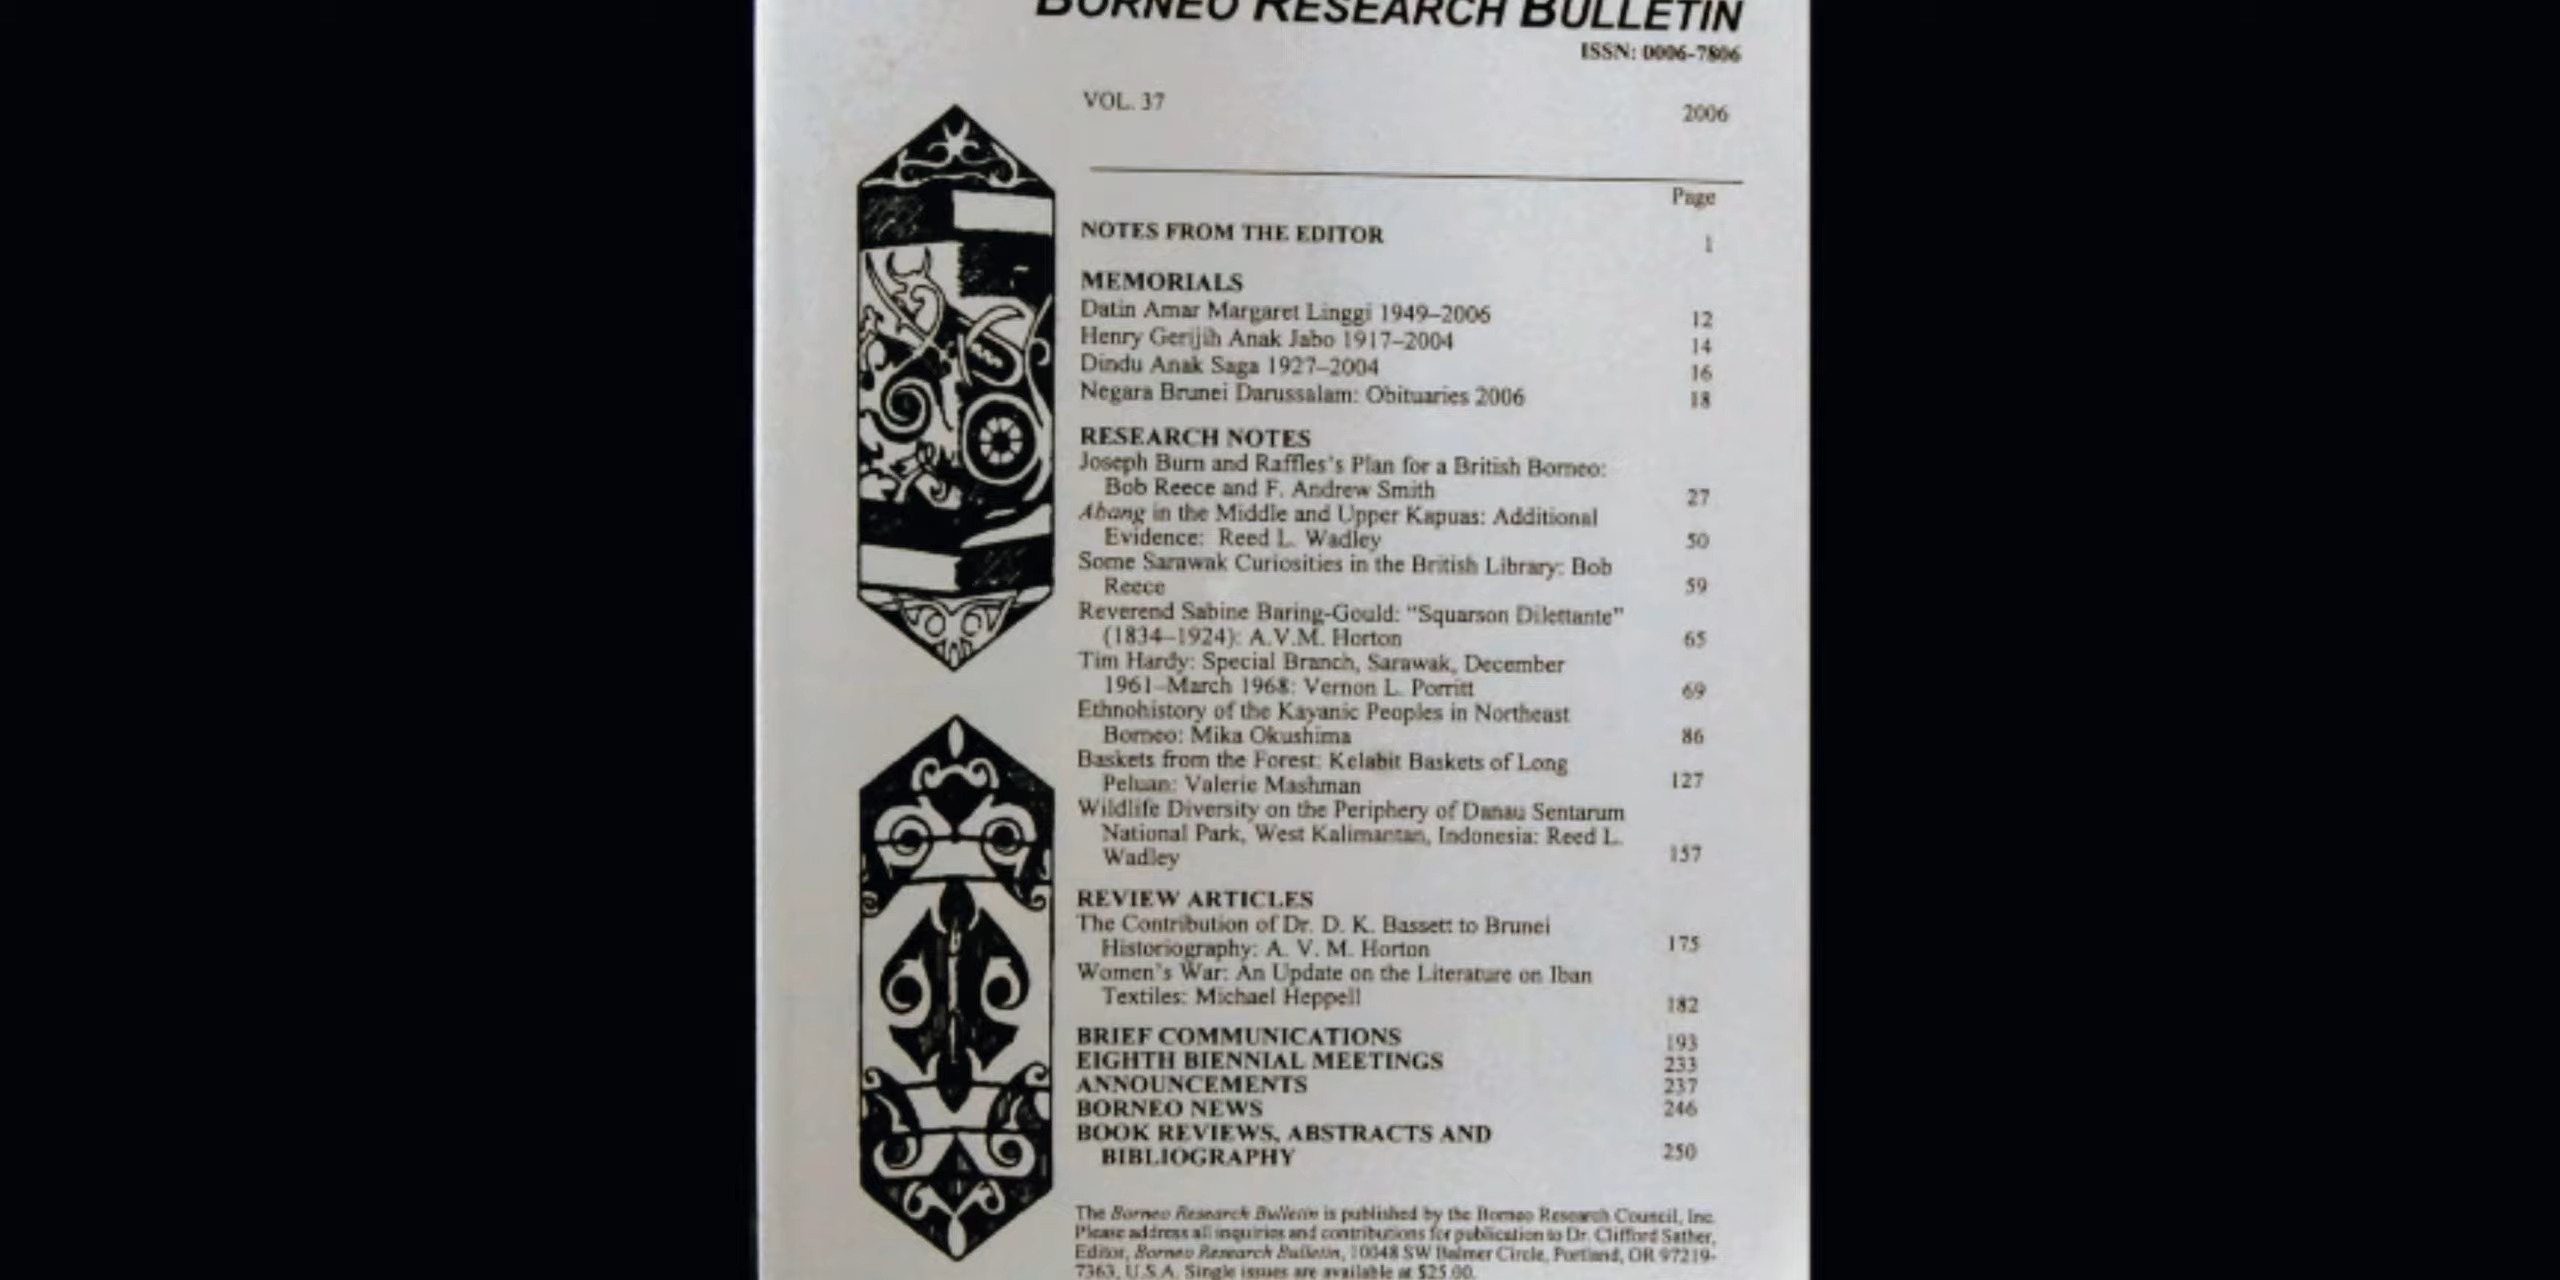 BORNEO RESEARCH BULLETIN
ISSN: 0006-7806
VOL. 37
2006
Page
NOTES FROM THE EDITOR 1
MEMORIALS
Datin Amar Margaret Linggi 1949–2006 12
Henry Gerijih Anak Jabo 1917–2004 14
Dindu Anak Saga 1927–2004 16
Negara Brunei Darussalam: Obituaries 2006 18
RESEARCH NOTES
Joseph Burn and Raffles's Plan for a British Borneo:
Bob Reece and F. Andrew Smith 27
Abang in the Middle and Upper Kapuas: Additional
Evidence: Reed L. Wadley 50
Some Sarawak Curiosities in the British Library: Bob
Reece 59
Reverend Sabine Baring-Gould: "Squarson Dilettante"
(1834–1924): A.V.M. Horton 65
Tim Hardy: Special Branch, Sarawak, December
1961–March 1968: Vernon L. Porritt 69
Ethnohistory of the Kayanic Peoples in Northeast
Borneo: Mika Okushima 86
Baskets from the Forest: Kelabit Baskets of Long
Peluan: Valerie Mashman 127
Wildlife Diversity on the Periphery of Danau Sentarum
National Park, West Kalimantan, Indonesia: Reed L.
Wadley 157
REVIEW ARTICLES
The Contribution of Dr. D. K. Bassett to Brunei
Historiography: A. V. M. Horton 175
Women's War: An Update on the Literature on Iban
Textiles: Michael Heppell 182
BRIEF COMMUNICATIONS 193
EIGHTH BIENNIAL MEETINGS 233
ANNOUNCEMENTS 237
BORNEO NEWS 246
BOOK REVIEWS, ABSTRACTS AND
BIBLIOGRAPHY 250
The Borneo Research Bulletin is published by the Borneo Research Council, Inc.
Please address all inquiries and contributions for publication to Dr. Clifford Sather,
Editor, Borneo Research Bulletin, 10048 SW Balmer Circle, Portland, OR 97219-
7363, U.S.A. Single issues are available at $25.00.